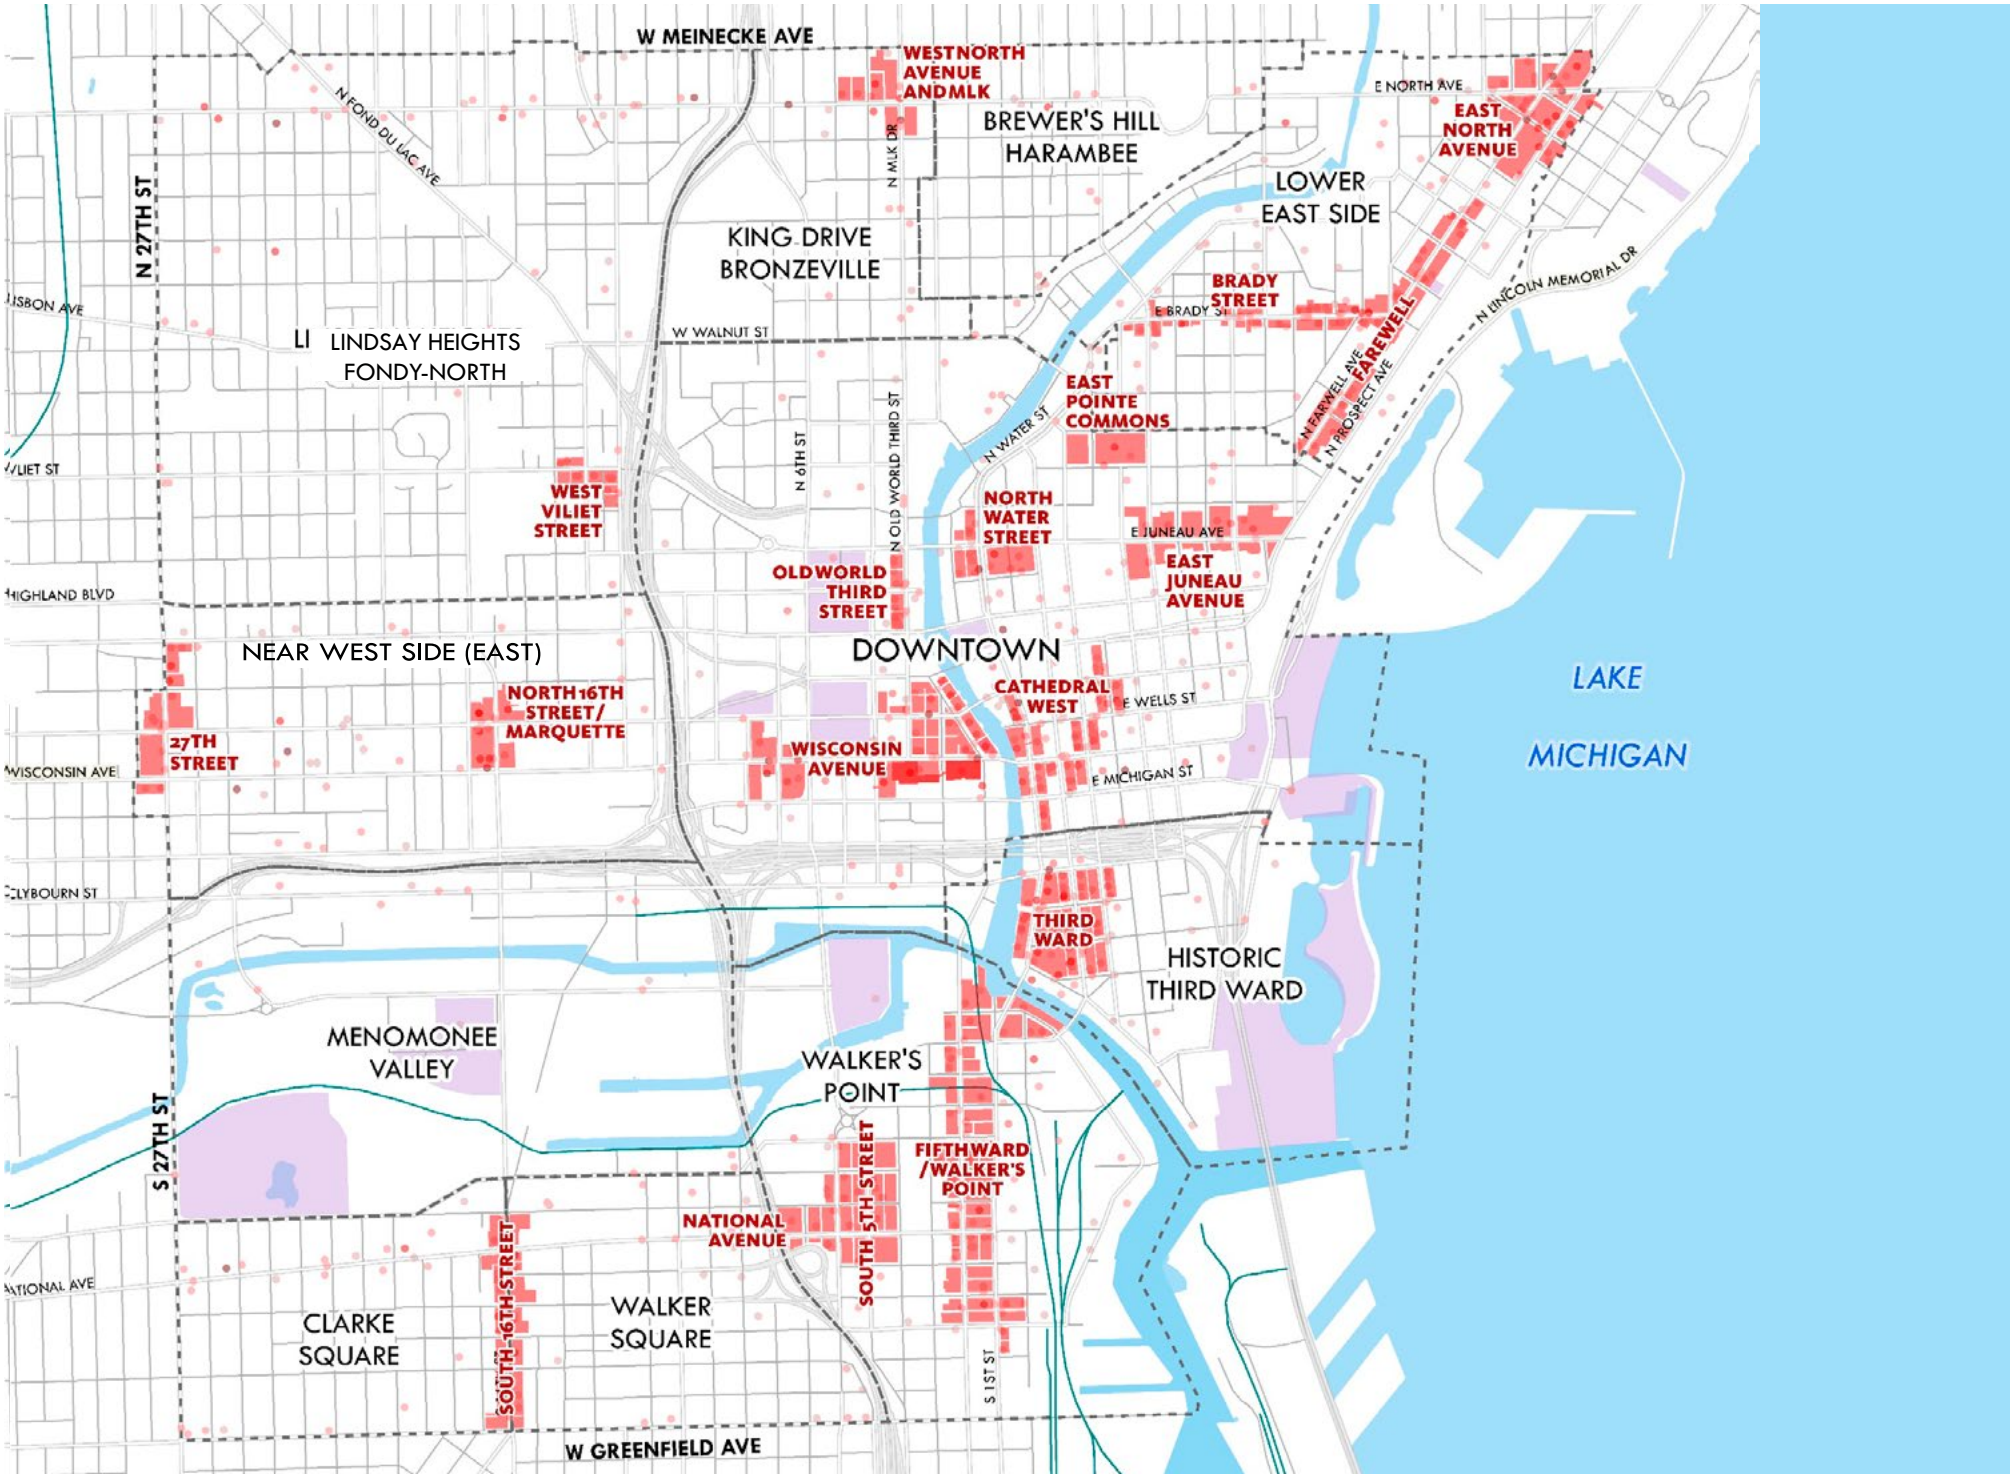 W MEINECKE AVE
WESTNORTH
AVENUE
ANDMLK
E NORTH AVE
EAST
NORTH
AVENUE
N FOND DU LAC AVE
BREWER'S HILL
HARAMBEE
N MLK DR
LOWER
EAST SIDE
N 27TH ST
KING DRIVE
BRONZEVILLE
N LINCOLN MEMORIAL DR
BRADY
STREET
E BRADY ST
LISBON AVE
W WALNUT ST
LI
LINDSAY HEIGHTS
FONDY-NORTH
FAREWELL
N FARWELL AVE
N PROSPECT AVE
EAST
POINTE
COMMONS
N WATER ST
N OLD WORLD THIRD ST
N 6TH ST
VLIET ST
WEST
VILIET
STREET
NORTH
WATER
STREET
E JUNEAU AVE
EAST
JUNEAU
AVENUE
OLDWORLD
THIRD
STREET
HIGHLAND BLVD
NEAR WEST SIDE (EAST)
DOWNTOWN
LAKE
MICHIGAN
NORTH 16TH
STREET/
MARQUETTE
CATHEDRAL
WEST
E WELLS ST
27TH
STREET
WISCONSIN
AVENUE
WISCONSIN AVE
E MICHIGAN ST
CLYBOURN ST
THIRD
WARD
HISTORIC
THIRD WARD
MENOMONEE
VALLEY
WALKER'S
POINT
S 27TH ST
SOUTH 5TH STREET
FIFTHWARD
/WALKER'S
POINT
NATIONAL
AVENUE
SOUTH 16TH STREET
NATIONAL AVE
CLARKE
SQUARE
WALKER
SQUARE
S 1ST ST
W GREENFIELD AVE